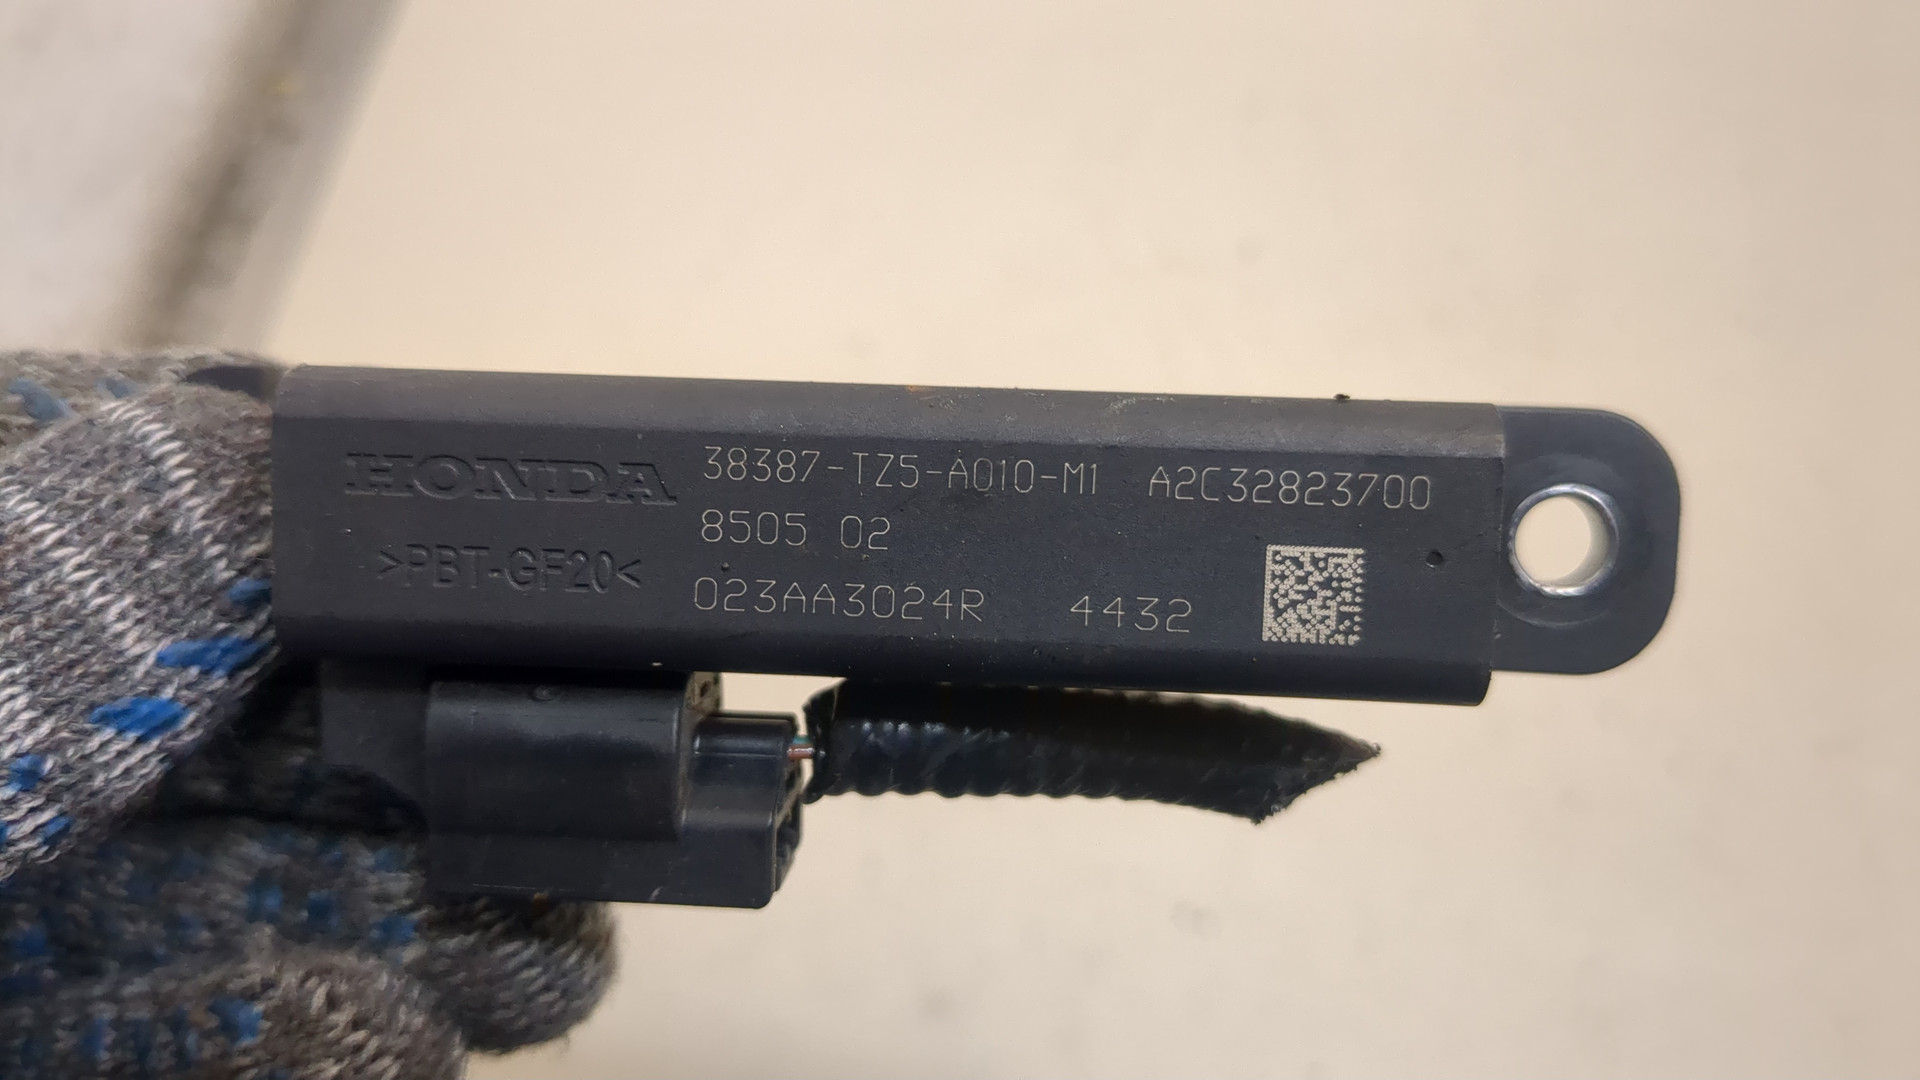 HONDA
38387-TZ5-A010-M1 A2C32823700
8505 02
>PBT-GF20<
023AA3024R 4432